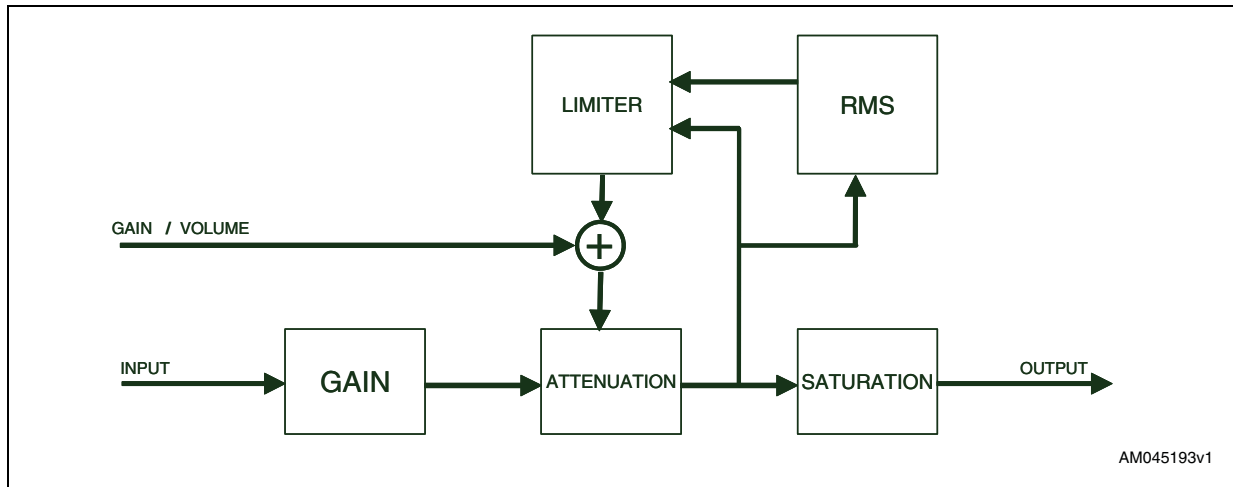 LIMITER
RMS
GAIN / VOLUME
+
INPUT
GAIN
ATTENUATION
SATURATION
OUTPUT
AM045193v1